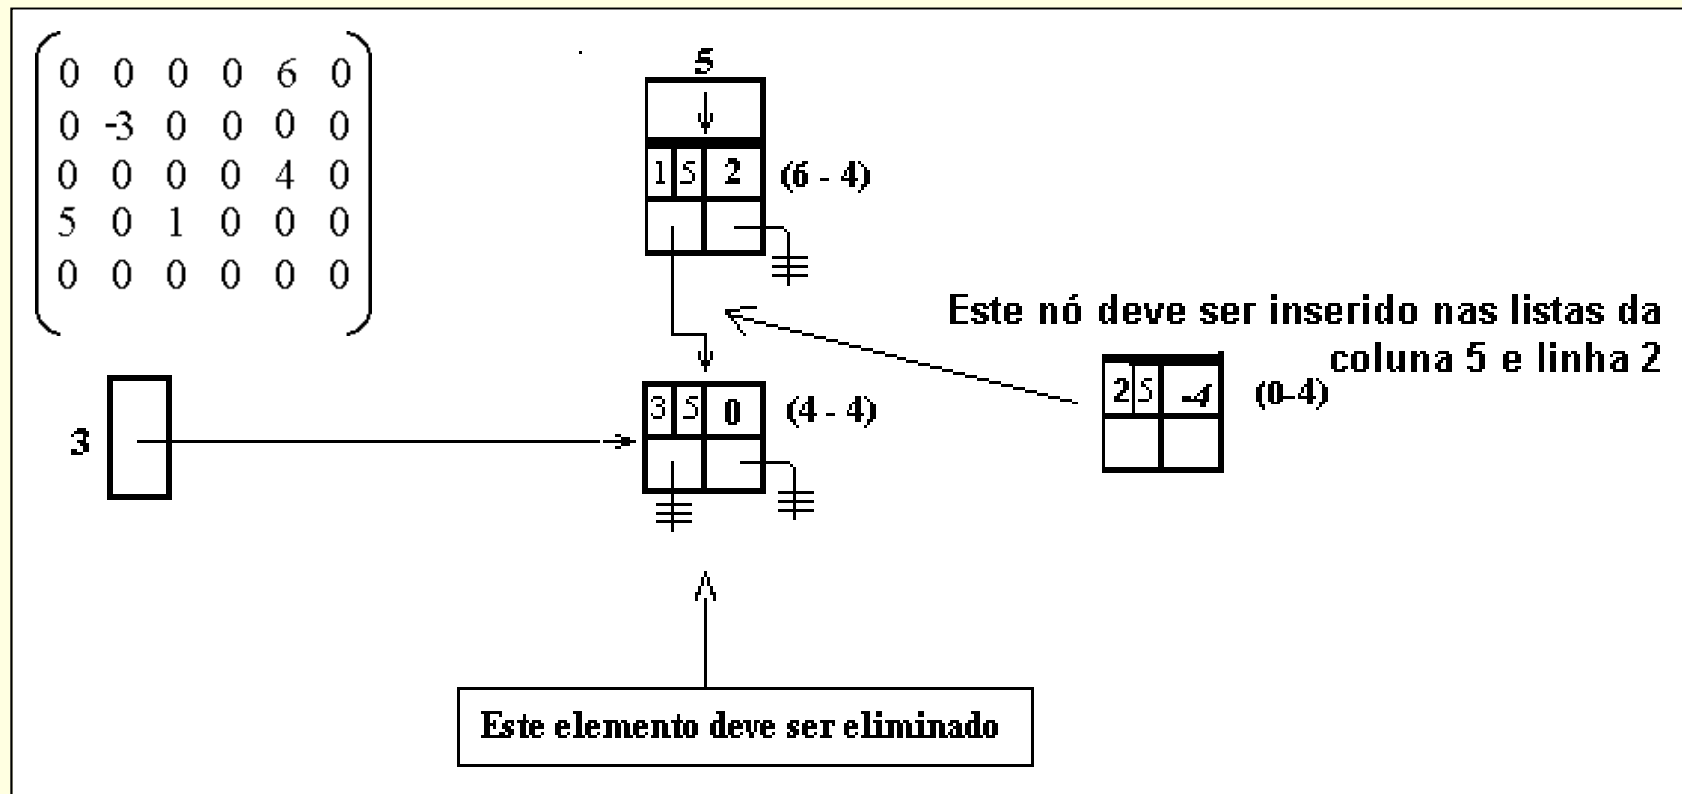 0 0 0 0 6 0
0 -3 0 0 0 0
0 0 0 0 4 0
5 0 1 0 0 0
0 0 0 0 0 0
5
1 5 2 (6 - 4)
Este nó deve ser inserido nas listas da
coluna 5 e linha 2
2 5 -4 (0-4)
3 5 0 (4 - 4)
3
Este elemento deve ser eliminado